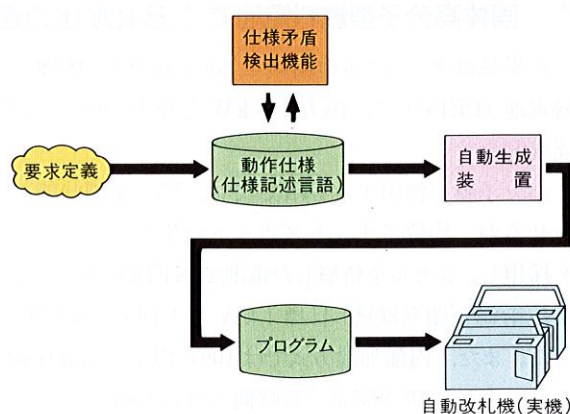 仕様矛盾
検出機能
要求定義
動作仕様
(仕様記述言語)
自動生成
装 置
プログラム
自動改札機(実機)